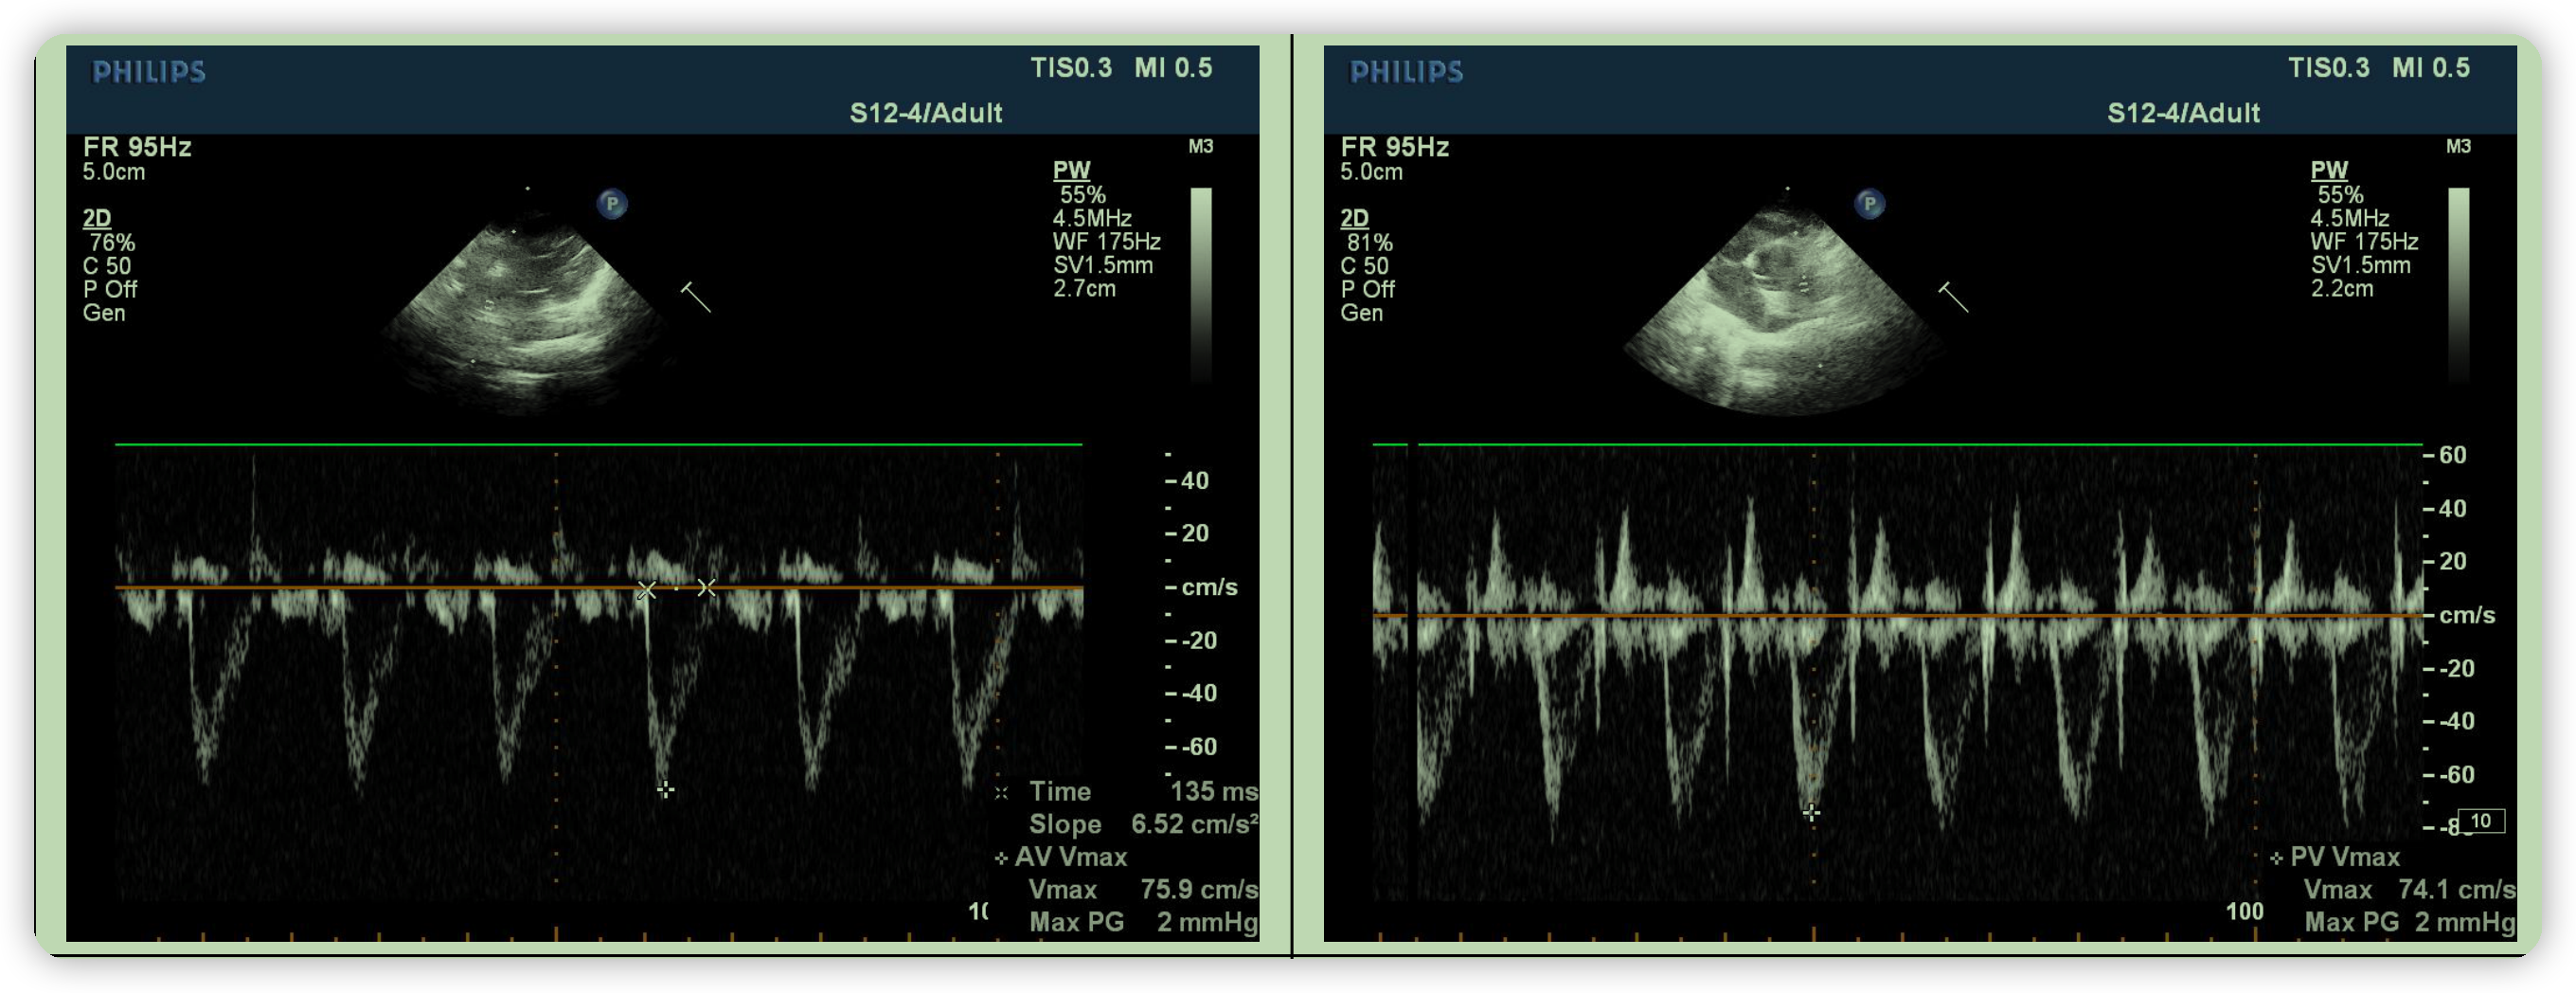 PHILIPS
TIS0.3 MI 0.5
S12-4/Adult
FR 95Hz
5.0cm
2D
76%
C 50
P Off
Gen
P
PW
55%
4.5MHz
WF 175Hz
SV1.5mm
2.7cm
M3
40
20
cm/s
-20
-40
-60
Time 135 ms
Slope 6.52 cm/s²
AV Vmax
Vmax 75.9 cm/s
Max PG 2 mmHg
PHILIPS
TIS0.3 MI 0.5
S12-4/Adult
FR 95Hz
5.0cm
2D
81%
C 50
P Off
Gen
P
PW
55%
4.5MHz
WF 175Hz
SV1.5mm
2.2cm
M3
60
40
20
cm/s
-20
-40
-60
10
PV Vmax
Vmax 74.1 cm/s
100
Max PG 2 mmHg